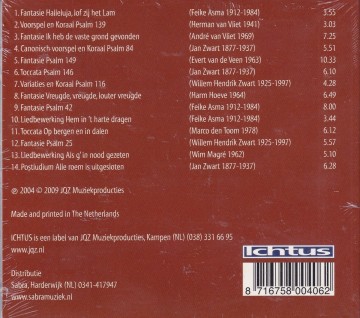 1. Fantasie Halleluja, lof zij het Lam (Feike Asma 1912-1984) 3.55
2. Voorspel en Koraal Psalm 139 (Herman van Vliet 1941) 3.03
3. Fantasie Ik heb de vaste grond gevonden (André van Vliet 1969) 7.25
4. Canonisch voorspel en Koraal Psalm 84 (Jan Zwart 1877-1937) 5.51
5. Fantasie Psalm 149 (Evert van de Veen 1963) 10.33
6. Toccata Psalm 146 (Jan Zwart 1877-1937) 6.10
7. Variaties en Koraal Psalm 116 (Willem Hendrik Zwart 1925-1997) 4.28
8. Fantasie Vreugde, vreugde, louter vreugde (Harm Hoeve 1964) 6.49
9. Fantasie Psalm 42 (Feike Asma 1912-1984) 8.00
10. Liedbewerking Hem in 't harte dragen (Feike Asma 1912-1984) 3.44
11. Toccata Op bergen en in dalen (Marco den Toom 1978) 3.11
12. Fantasie Psalm 25 (Willem Hendrik Zwart 1925-1997) 5.57
13. Liedbewerking Als g' in nood gezeten (Wim Magré 1962) 5.10
14. Postludium Alle roem is uitgesloten (Jan Zwart 1877-1937) 6.28
℗ 2004 © 2009 JQZ Muziekproducties
Made and printed in The Netherlands
ICHTUS is een label van JQZ Muziekproducties, Kampen (NL) (038) 331 66 95
www.jqz.nl
Ichtus
Distributie
Sabra, Harderwijk (NL) 0341-417947
www.sabramuziek.nl
8 716758 004062